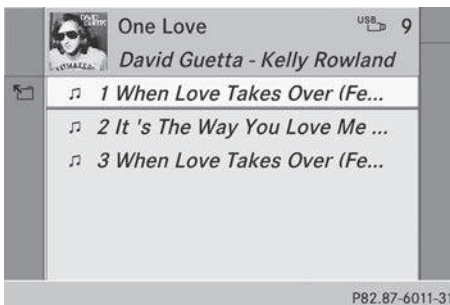 One Love USB 9
David Guetta - Kelly Rowland
♫ 1 When Love Takes Over (Fe...
♫ 2 It 's The Way You Love Me ...
♫ 3 When Love Takes Over (Fe...
P82.87-6011-31